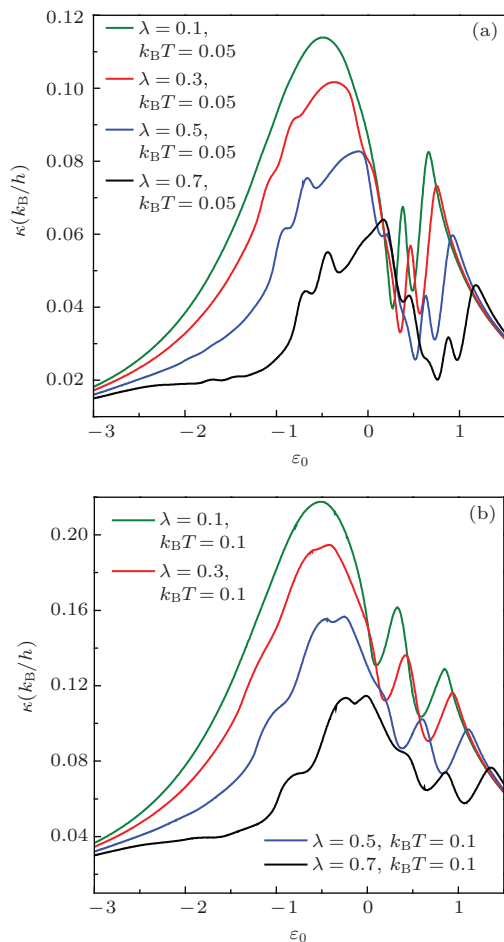 (a)
λ = 0.1,
k_BT = 0.05
λ = 0.3,
k_BT = 0.05
λ = 0.5,
k_BT = 0.05
λ = 0.7,
k_BT = 0.05
κ(k_B/h)
0.12
0.10
0.08
0.06
0.04
0.02
−3 −2 −1 0 1
ε_0
(b)
λ = 0.1,
k_BT = 0.1
λ = 0.3,
k_BT = 0.1
κ(k_B/h)
0.20
0.16
0.12
0.08
0.04
λ = 0.5, k_BT = 0.1
λ = 0.7, k_BT = 0.1
−3 −2 −1 0 1
ε_0